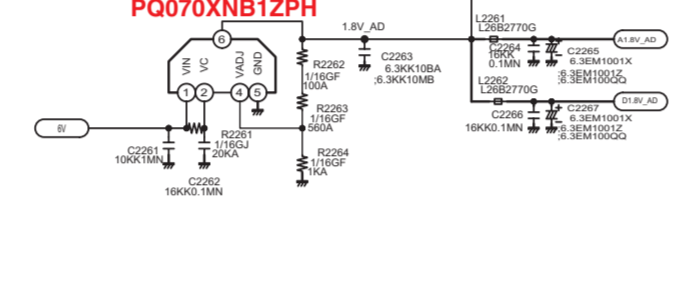 PQ070XNB1ZPH
6
VIN
VC
VADJ
GND
1
2
4
5
6V
C2261
10KK1MN
R2261
1/16GJ
20KA
C2262
16KK0.1MN
R2262
1/16GF
100A
R2263
1/16GF
560A
R2264
1/16GF
1KA
1.8V_AD
C2263
6.3KK10BA
;6.3KK10MB
L2261
L26B2770G
C2264
16KK
0.1MN
C2265
6.3EM1001X
;6.3EM1001Z
;6.3EM100QQ
A1.8V_AD
L2262
L26B2770G
C2266
16KK0.1MN
C2267
6.3EM1001X
;6.3EM1001Z
;6.3EM100QQ
D1.8V_AD